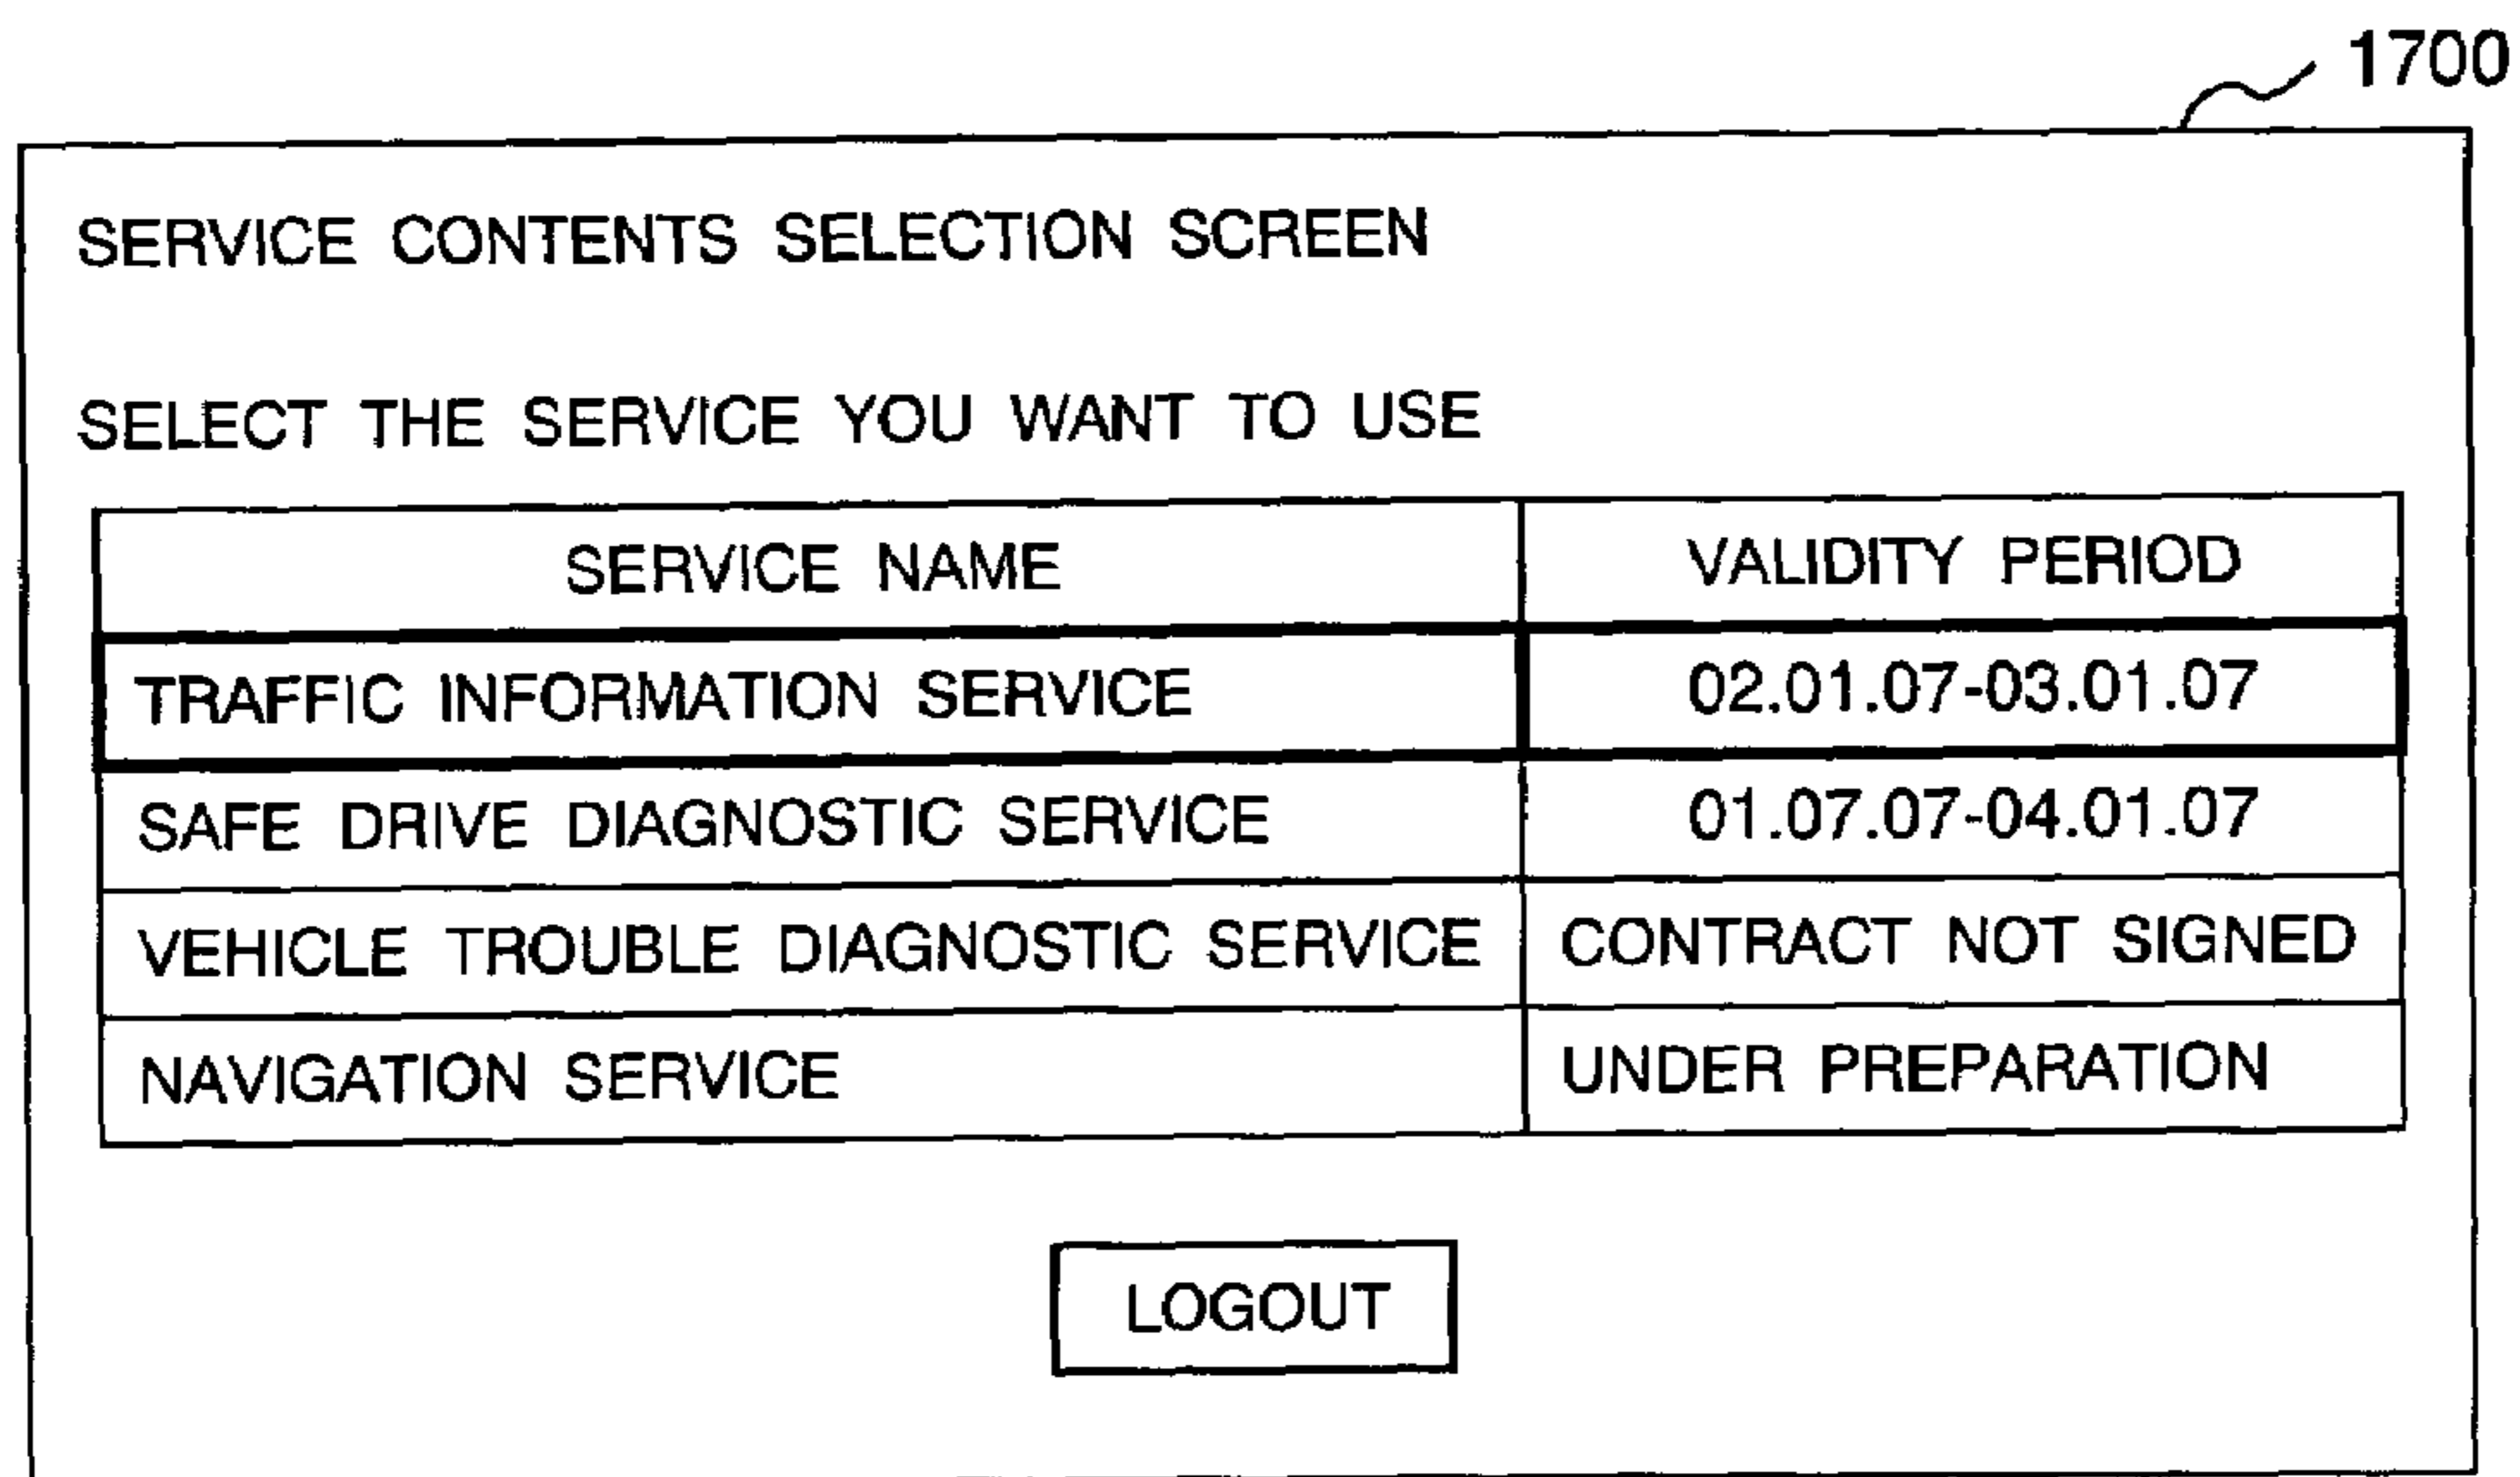 1700
SERVICE CONTENTS SELECTION SCREEN
SELECT THE SERVICE YOU WANT TO USE
SERVICE NAME VALIDITY PERIOD
TRAFFIC INFORMATION SERVICE 02.01.07-03.01.07
SAFE DRIVE DIAGNOSTIC SERVICE 01.07.07-04.01.07
VEHICLE TROUBLE DIAGNOSTIC SERVICE CONTRACT NOT SIGNED
NAVIGATION SERVICE UNDER PREPARATION
LOGOUT